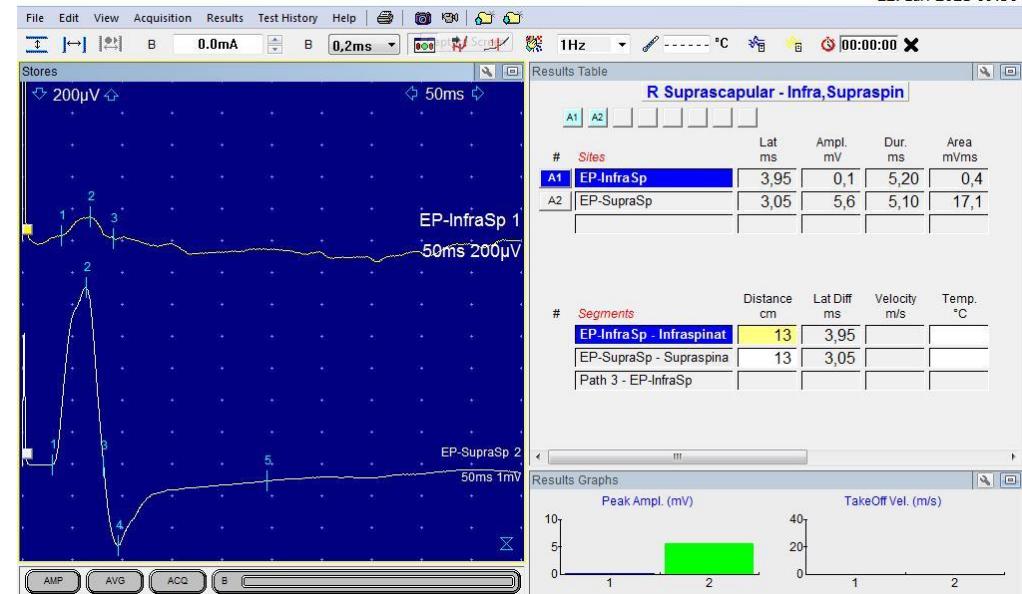 File Edit View Acquisition Results Test History Help
B 0.0mA B 0,2ms 1Hz ------ °C 00:00:00
Stores
Results Table
200µV 50ms
R Suprascapular - Infra,Supraspin
A1 A2
Lat Ampl. Dur. Area
# Sites ms mV ms mVms
A1 EP-InfraSp 3,95 0,1 5,20 0,4
A2 EP-SupraSp 3,05 5,6 5,10 17,1
1 2 3
EP-InfraSp 1
50ms 200µV
Distance Lat Diff Velocity Temp.
# Segments cm ms m/s °C
EP-InfraSp - Infraspinat 13 3,95
EP-SupraSp - Supraspina 13 3,05
Path 3 - EP-InfraSp
1 2 3 4 5
EP-SupraSp 2
50ms 1mV
Results Graphs
Peak Ampl. (mV) TakeOff Vel. (m/s)
10 40
5 20
0 0
1 2 1 2
AMP AVG ACQ B